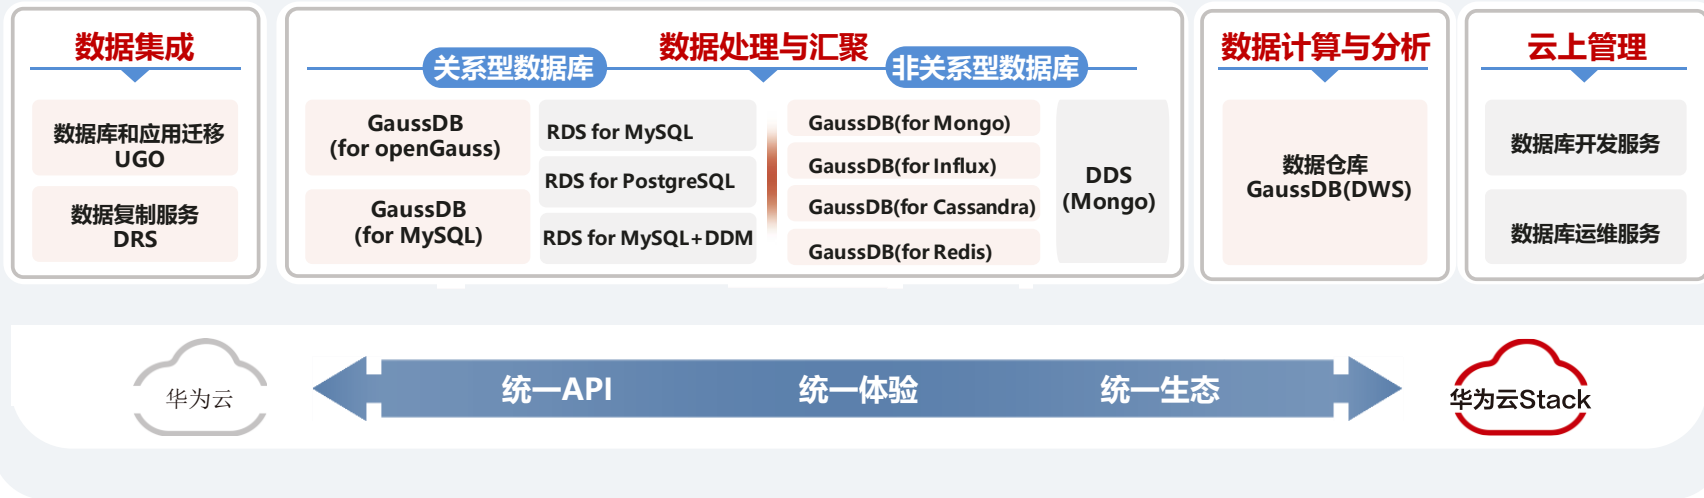 数据集成
数据库和应用迁移
UGO
数据复制服务
DRS
数据处理与汇聚
关系型数据库
非关系型数据库
GaussDB
(for openGauss)
GaussDB
(for MySQL)
RDS for MySQL
RDS for PostgreSQL
RDS for MySQL+DDM
GaussDB(for Mongo)
GaussDB(for Influx)
GaussDB(for Cassandra)
GaussDB(for Redis)
DDS
(Mongo)
数据计算与分析
数据仓库
GaussDB(DWS)
云上管理
数据库开发服务
数据库运维服务
华为云
统一API
统一体验
统一生态
华为云Stack